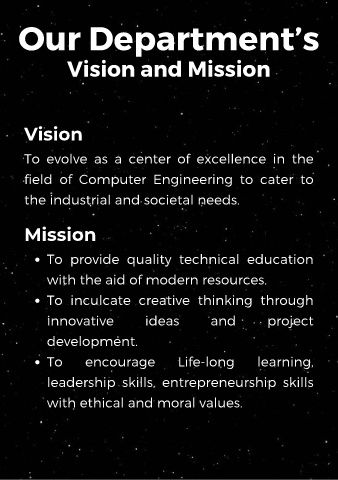 Our Department's
Vision and Mission
Vision
To evolve as a center of excellence in the
field of Computer Engineering to cater to
the industrial and societal needs.
Mission
• To provide quality technical education
with the aid of modern resources.
• To inculcate creative thinking through
innovative ideas and project
development.
• To encourage Life-long learning,
leadership skills, entrepreneurship skills
with ethical and moral values.